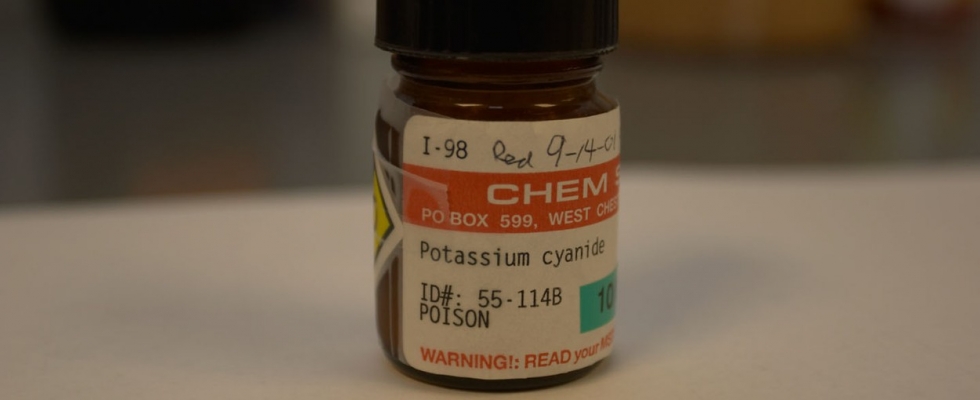 I-98 Red 9-14-01
CHEM S
PO BOX 599, WEST CHES
Potassium cyanide
ID#: 55-114B
10
POISON
WARNING!: READ your MS